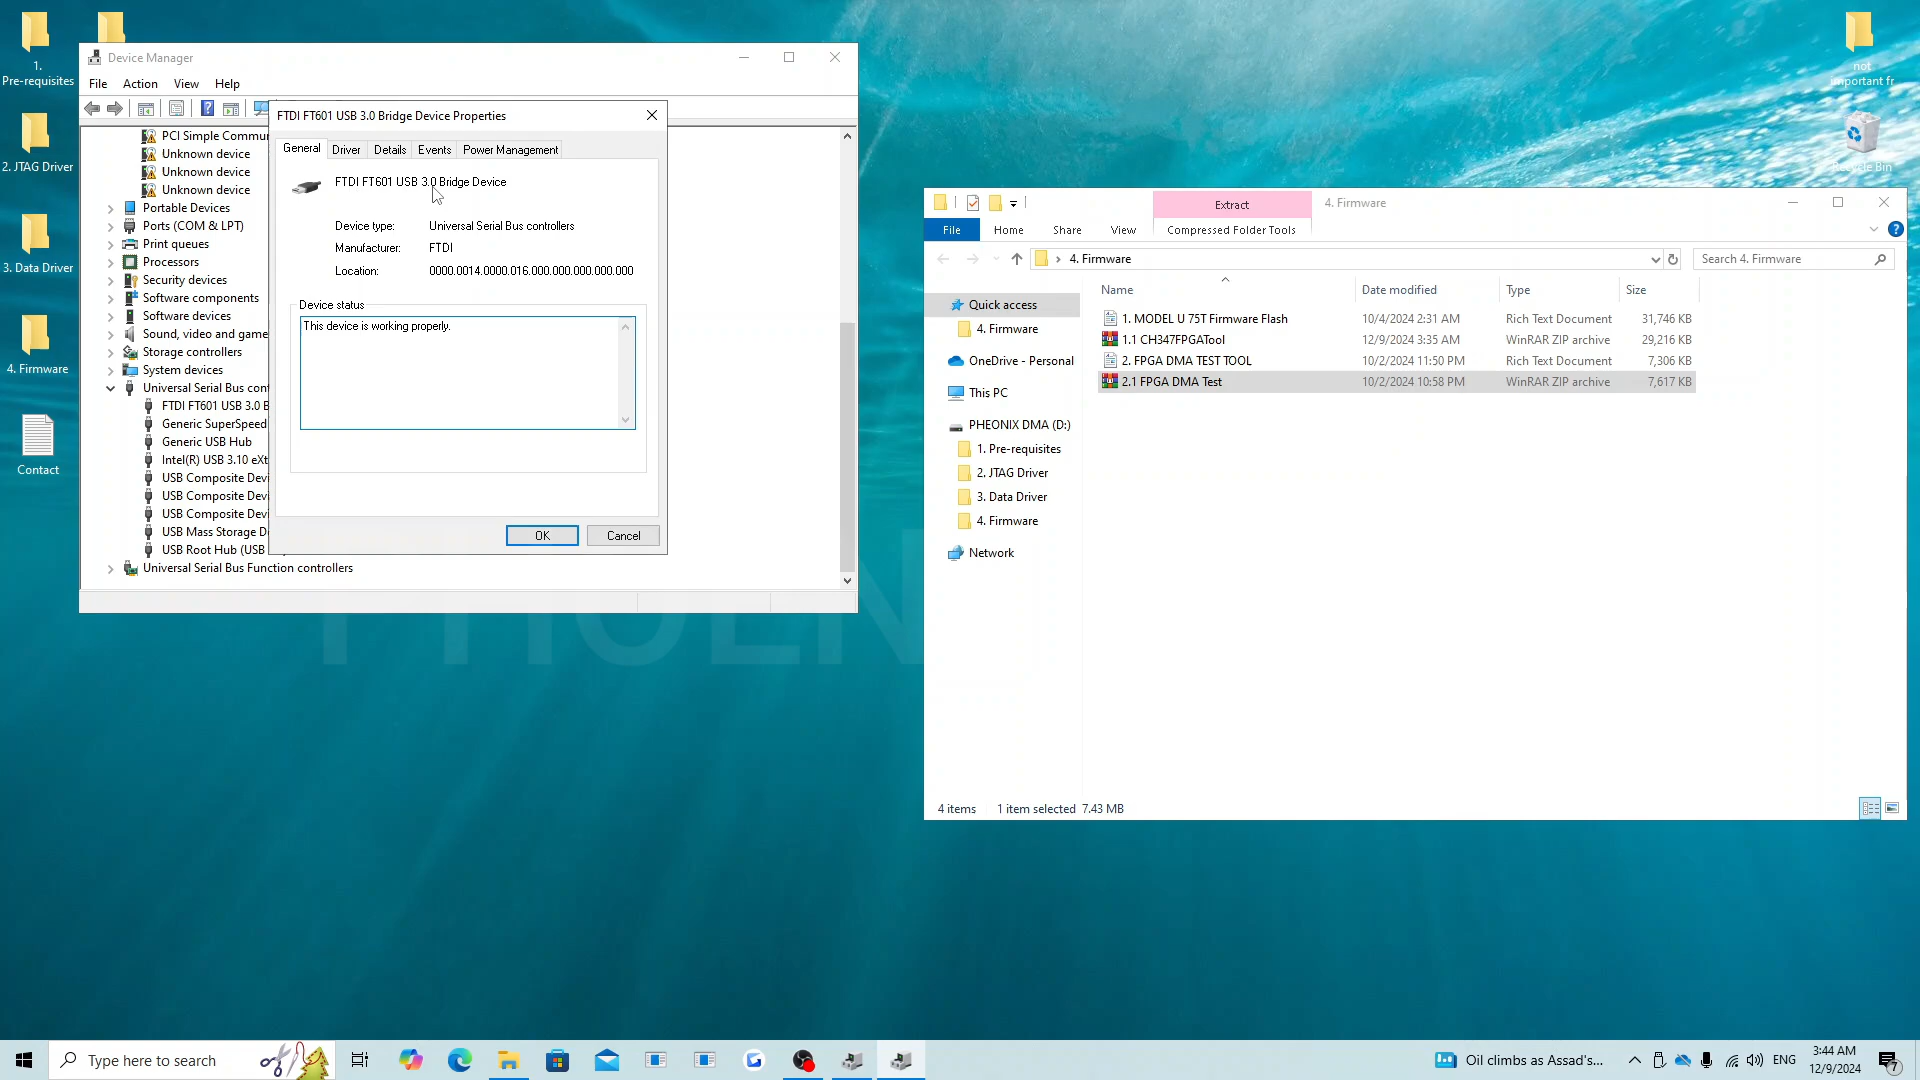 1.
Pre-requisites
2. JTAG Driver
3. Data Driver
4. Firmware
Contact
not
important fr
Recycle Bin
Device Manager
File Action View Help
PCI Simple Commu
Unknown device
Unknown device
Unknown device
Portable Devices
Ports (COM & LPT)
Print queues
Processors
Security devices
Software components
Software devices
Sound, video and game
Storage controllers
System devices
Universal Serial Bus cont
FTDI FT601 USB 3.0 B
Generic SuperSpeed
Generic USB Hub
Intel(R) USB 3.10 eXt
USB Composite Devi
USB Composite Devi
USB Composite Devi
USB Mass Storage D
USB Root Hub (USB
Universal Serial Bus Function controllers
FTDI FT601 USB 3.0 Bridge Device Properties
General Driver Details Events Power Management
FTDI FT601 USB 3.0 Bridge Device
Device type: Universal Serial Bus controllers
Manufacturer: FTDI
Location: 0000.0014.0000.016.000.000.000.000.000
Device status
This device is working properly.
OK Cancel
Extract 4. Firmware
File Home Share View Compressed Folder Tools
4. Firmware Search 4. Firmware
Quick access
4. Firmware
OneDrive - Personal
This PC
PHEONIX DMA (D:)
1. Pre-requisites
2. JTAG Driver
3. Data Driver
4. Firmware
Network
Name Date modified Type Size
1. MODEL U 75T Firmware Flash 10/4/2024 2:31 AM Rich Text Document 31,746 KB
1.1 CH347FPGATool 12/9/2024 3:35 AM WinRAR ZIP archive 29,216 KB
2. FPGA DMA TEST TOOL 10/2/2024 11:50 PM Rich Text Document 7,306 KB
2.1 FPGA DMA Test 10/2/2024 10:58 PM WinRAR ZIP archive 7,617 KB
4 items 1 item selected 7.43 MB
Type here to search
Oil climbs as Assad's...
ENG
3:44 AM
12/9/2024
7